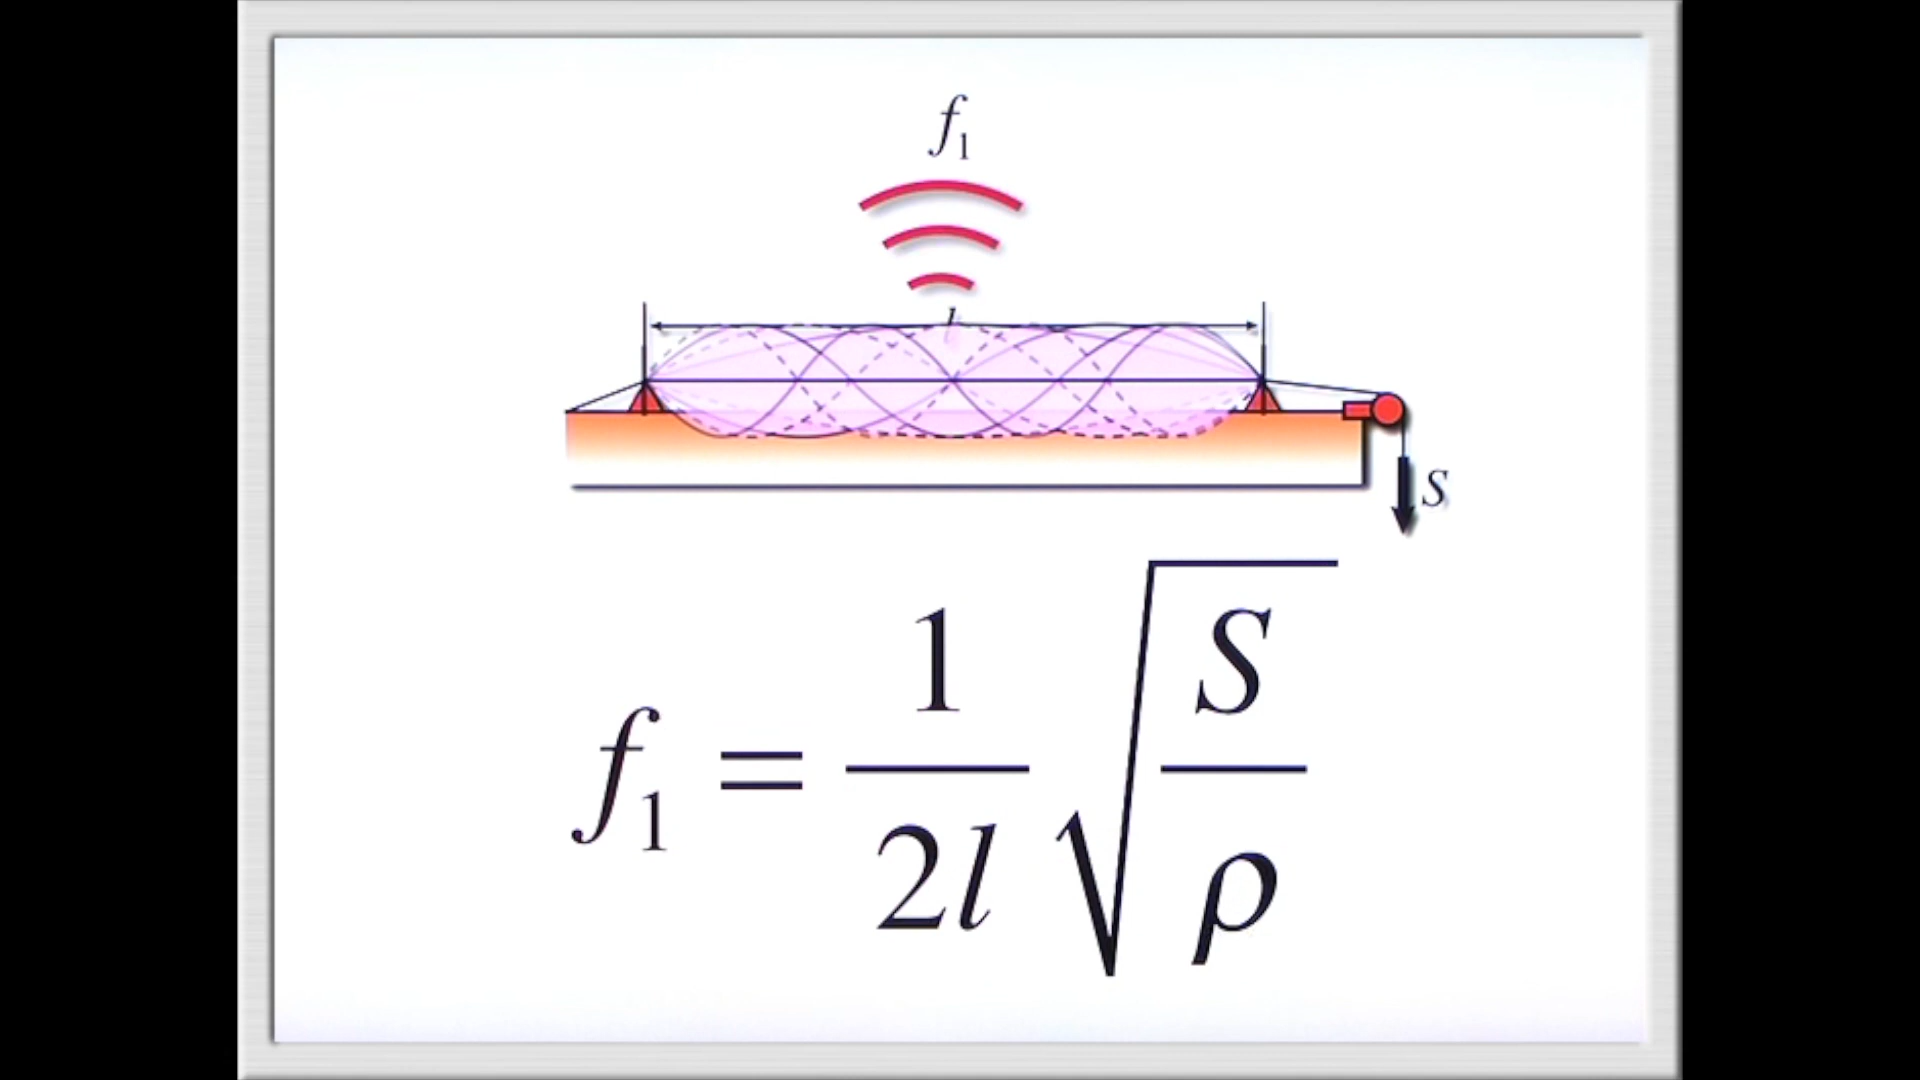 f₁
l
S
f₁ = 1/2l √S/ρ